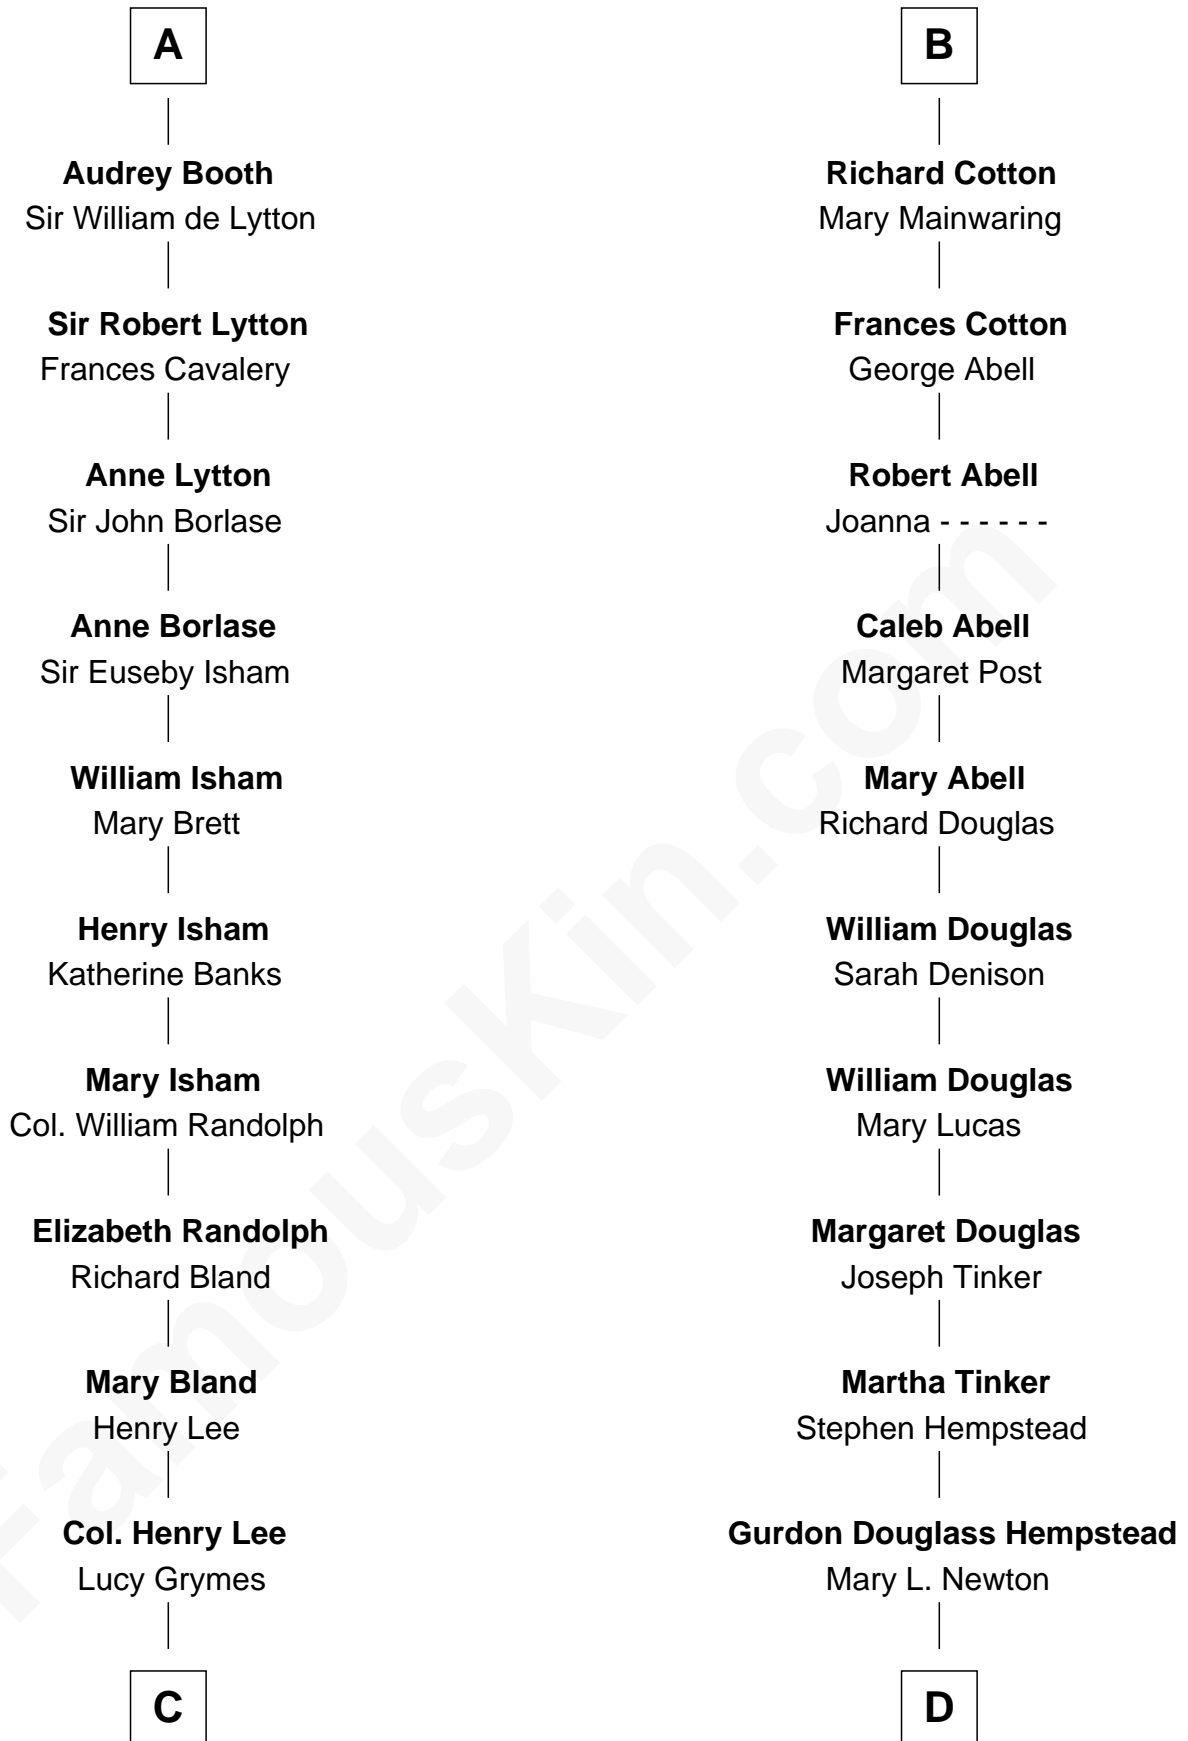 A
Audrey Booth
Sir William de Lytton
Sir Robert Lytton
Frances Cavalery
Anne Lytton
Sir John Borlase
Anne Borlase
Sir Euseby Isham
William Isham
Mary Brett
Henry Isham
Katherine Banks
Mary Isham
Col. William Randolph
Elizabeth Randolph
Richard Bland
Mary Bland
Henry Lee
Col. Henry Lee
Lucy Grymes
C
B
Richard Cotton
Mary Mainwaring
Frances Cotton
George Abell
Robert Abell
Joanna - - - - - -
Caleb Abell
Margaret Post
Mary Abell
Richard Douglas
William Douglas
Sarah Denison
William Douglas
Mary Lucas
Margaret Douglas
Joseph Tinker
Martha Tinker
Stephen Hempstead
Gurdon Douglass Hempstead
Mary L. Newton
D
FamousKin.com